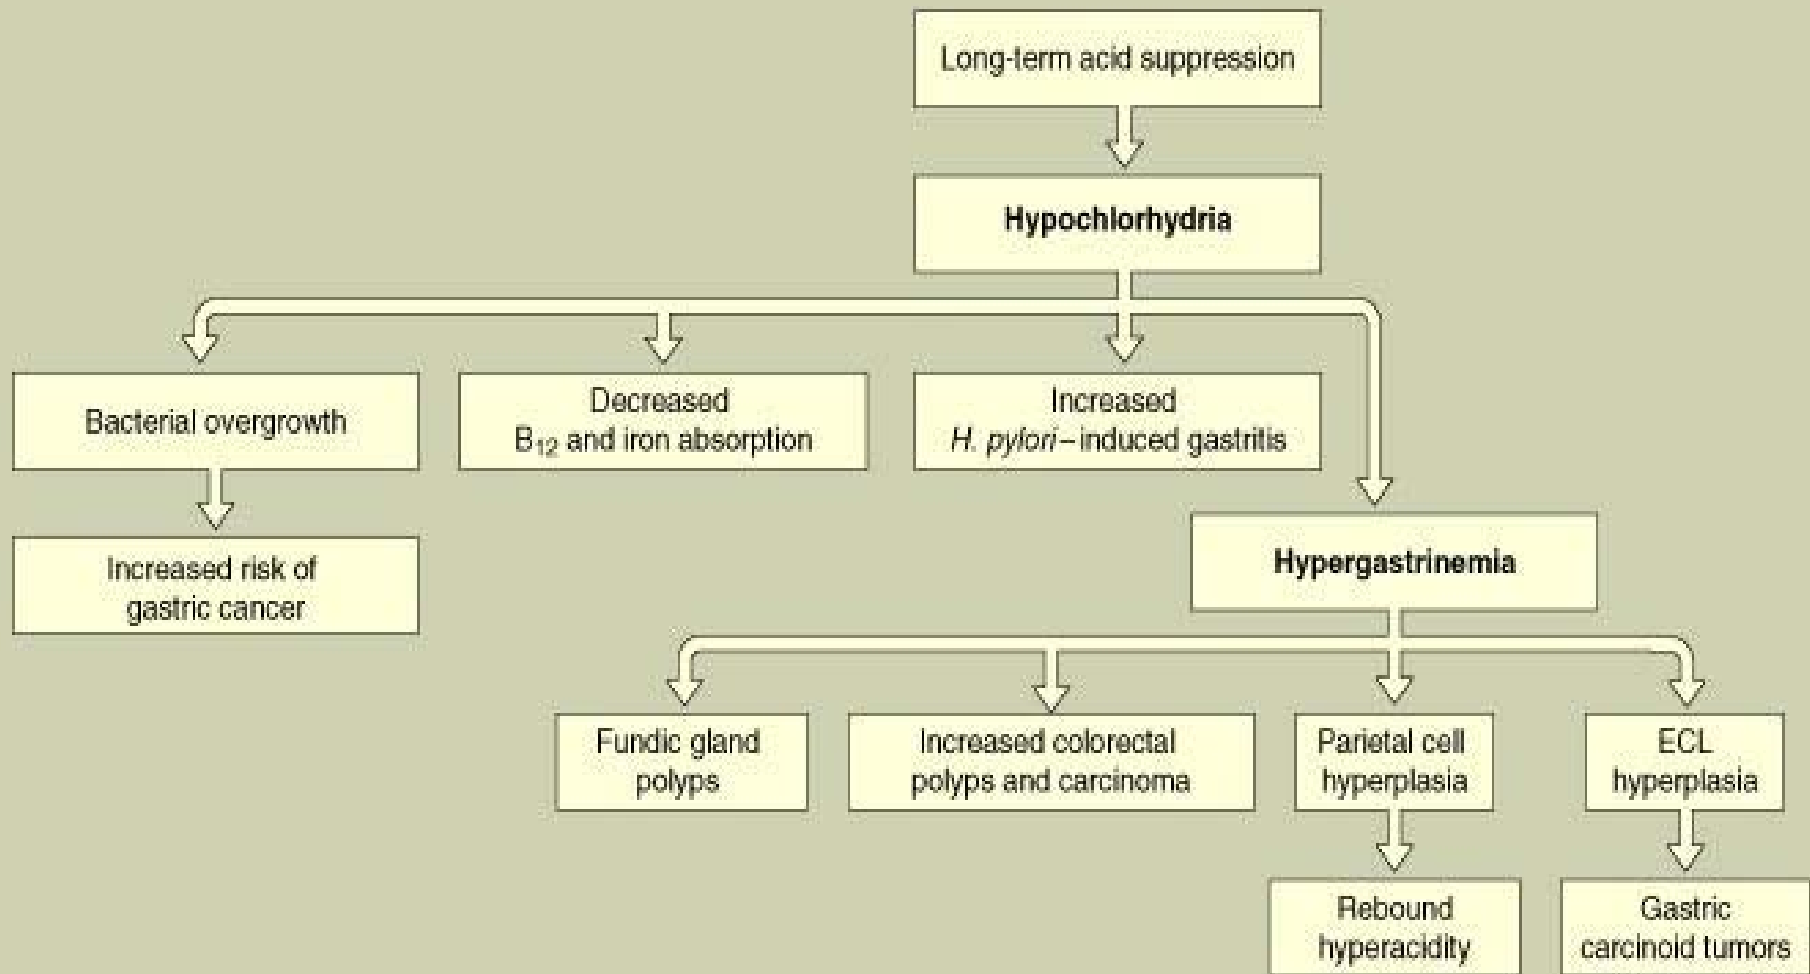 Long-term acid suppression
Hypochlorhydria
Bacterial overgrowth
Decreased
B₁₂ and iron absorption
Increased
H. pylori–induced gastritis
Increased risk of
gastric cancer
Hypergastrinemia
Fundic gland
polyps
Increased colorectal
polyps and carcinoma
Parietal cell
hyperplasia
ECL
hyperplasia
Rebound
hyperacidity
Gastric
carcinoid tumors